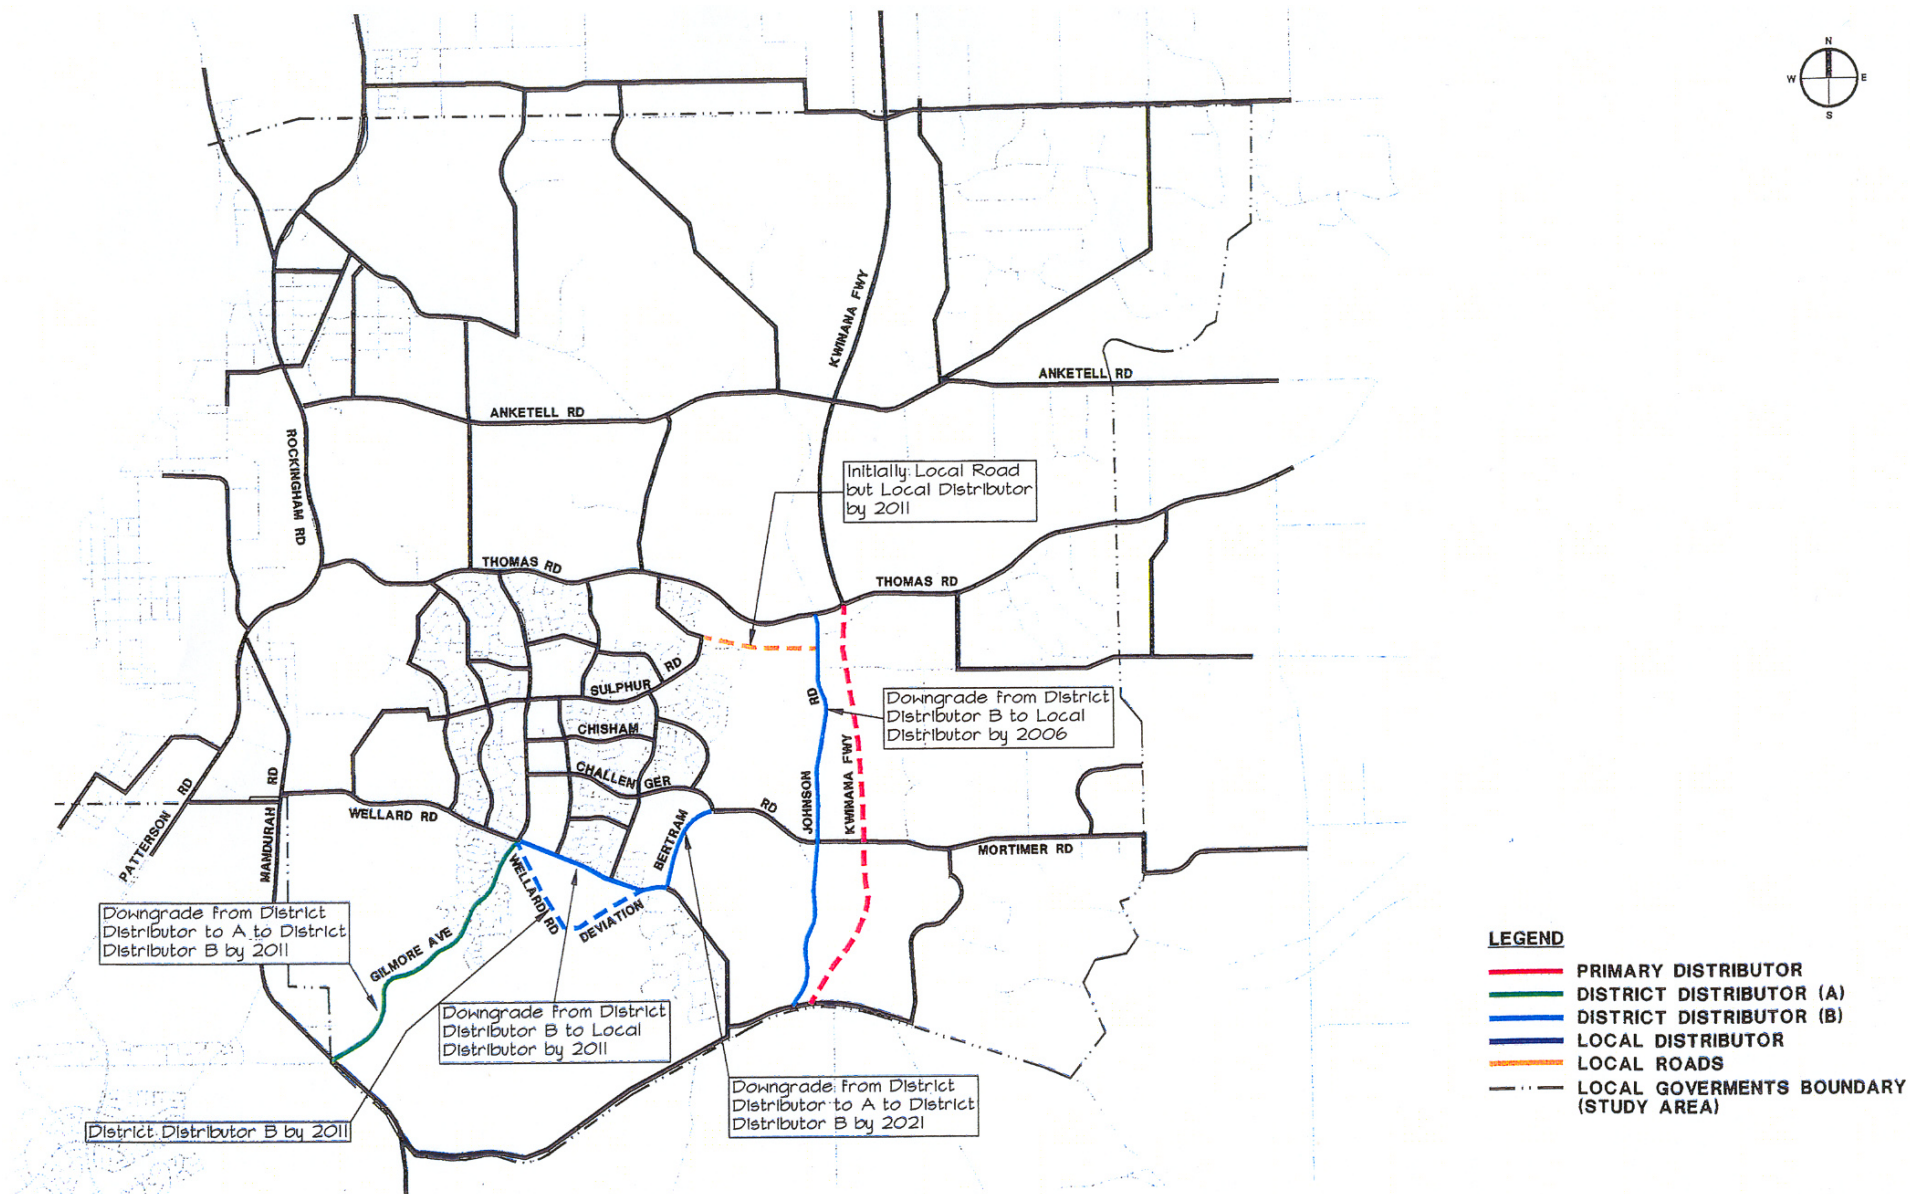 N
W E
S
KWINANA FWY
ANKETELL RD
ANKETELL RD
ROCKINGHAM RD
Initially Local Road
but Local Distributor
by 2011
THOMAS RD
THOMAS RD
SULPHUR RD
CHISHAM
CHALLENGER
RD
RD
JOHNSON
KWINANA FWY
Downgrade from District
Distributor B to Local
Distributor by 2006
PATTERSON RD
MANDURAH RD
WELLARD RD
BERTRAM
MORTIMER RD
WELLARD RD
DEVIATION
GILMORE AVE
Downgrade from District
Distributor to A to District
Distributor B by 2011
Downgrade from District
Distributor B to Local
Distributor by 2011
District Distributor B by 2011
Downgrade from District
Distributor to A to District
Distributor B by 2021
LEGEND
PRIMARY DISTRIBUTOR
DISTRICT DISTRIBUTOR (A)
DISTRICT DISTRIBUTOR (B)
LOCAL DISTRIBUTOR
LOCAL ROADS
LOCAL GOVERMENTS BOUNDARY
(STUDY AREA)